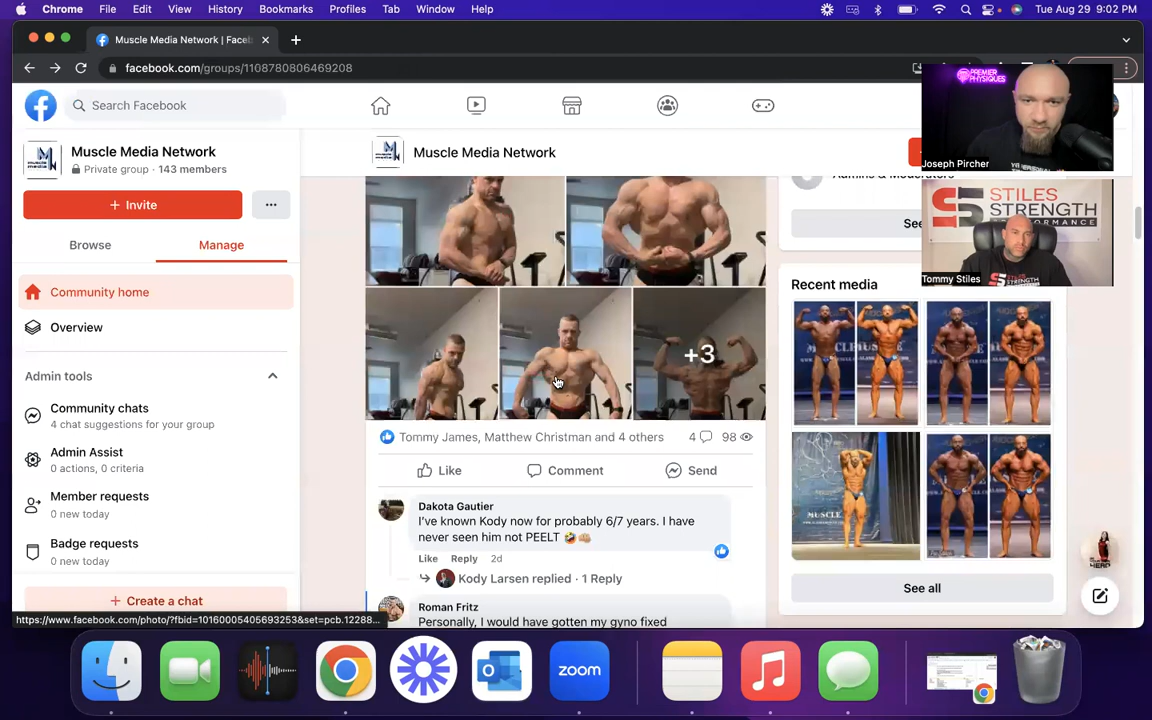 Chrome File Edit View History Bookmarks Profiles Tab Window Help
Tue Aug 29 9:02 PM
Muscle Media Network | Faceb
facebook.com/groups/1108780806469208
Search Facebook
PREMIER
PHYSIQUES
Joseph Pircher
Muscle Media Network
Private group · 143 members
Muscle Media Network
+ Invite
Browse
Manage
See
STILES
STRENGTH
Tommy Stiles
Community home
Overview
Recent media
Admin tools
+3
Community chats
4 chat suggestions for your group
Tommy James, Matthew Christman and 4 others
4
98
Admin Assist
0 actions, 0 criteria
Like
Comment
Send
Member requests
0 new today
Dakota Gautier
I've known Kody now for probably 6/7 years. I have
never seen him not PEELT 🤣👊🏼
Like Reply 2d
Badge requests
0 new today
Kody Larsen replied · 1 Reply
See all
+ Create a chat
Roman Fritz
Personally, I would have gotten my gyno fixed
https://www.facebook.com/photo/?fbid=10160005405693253&set=pcb.12288...
zoom